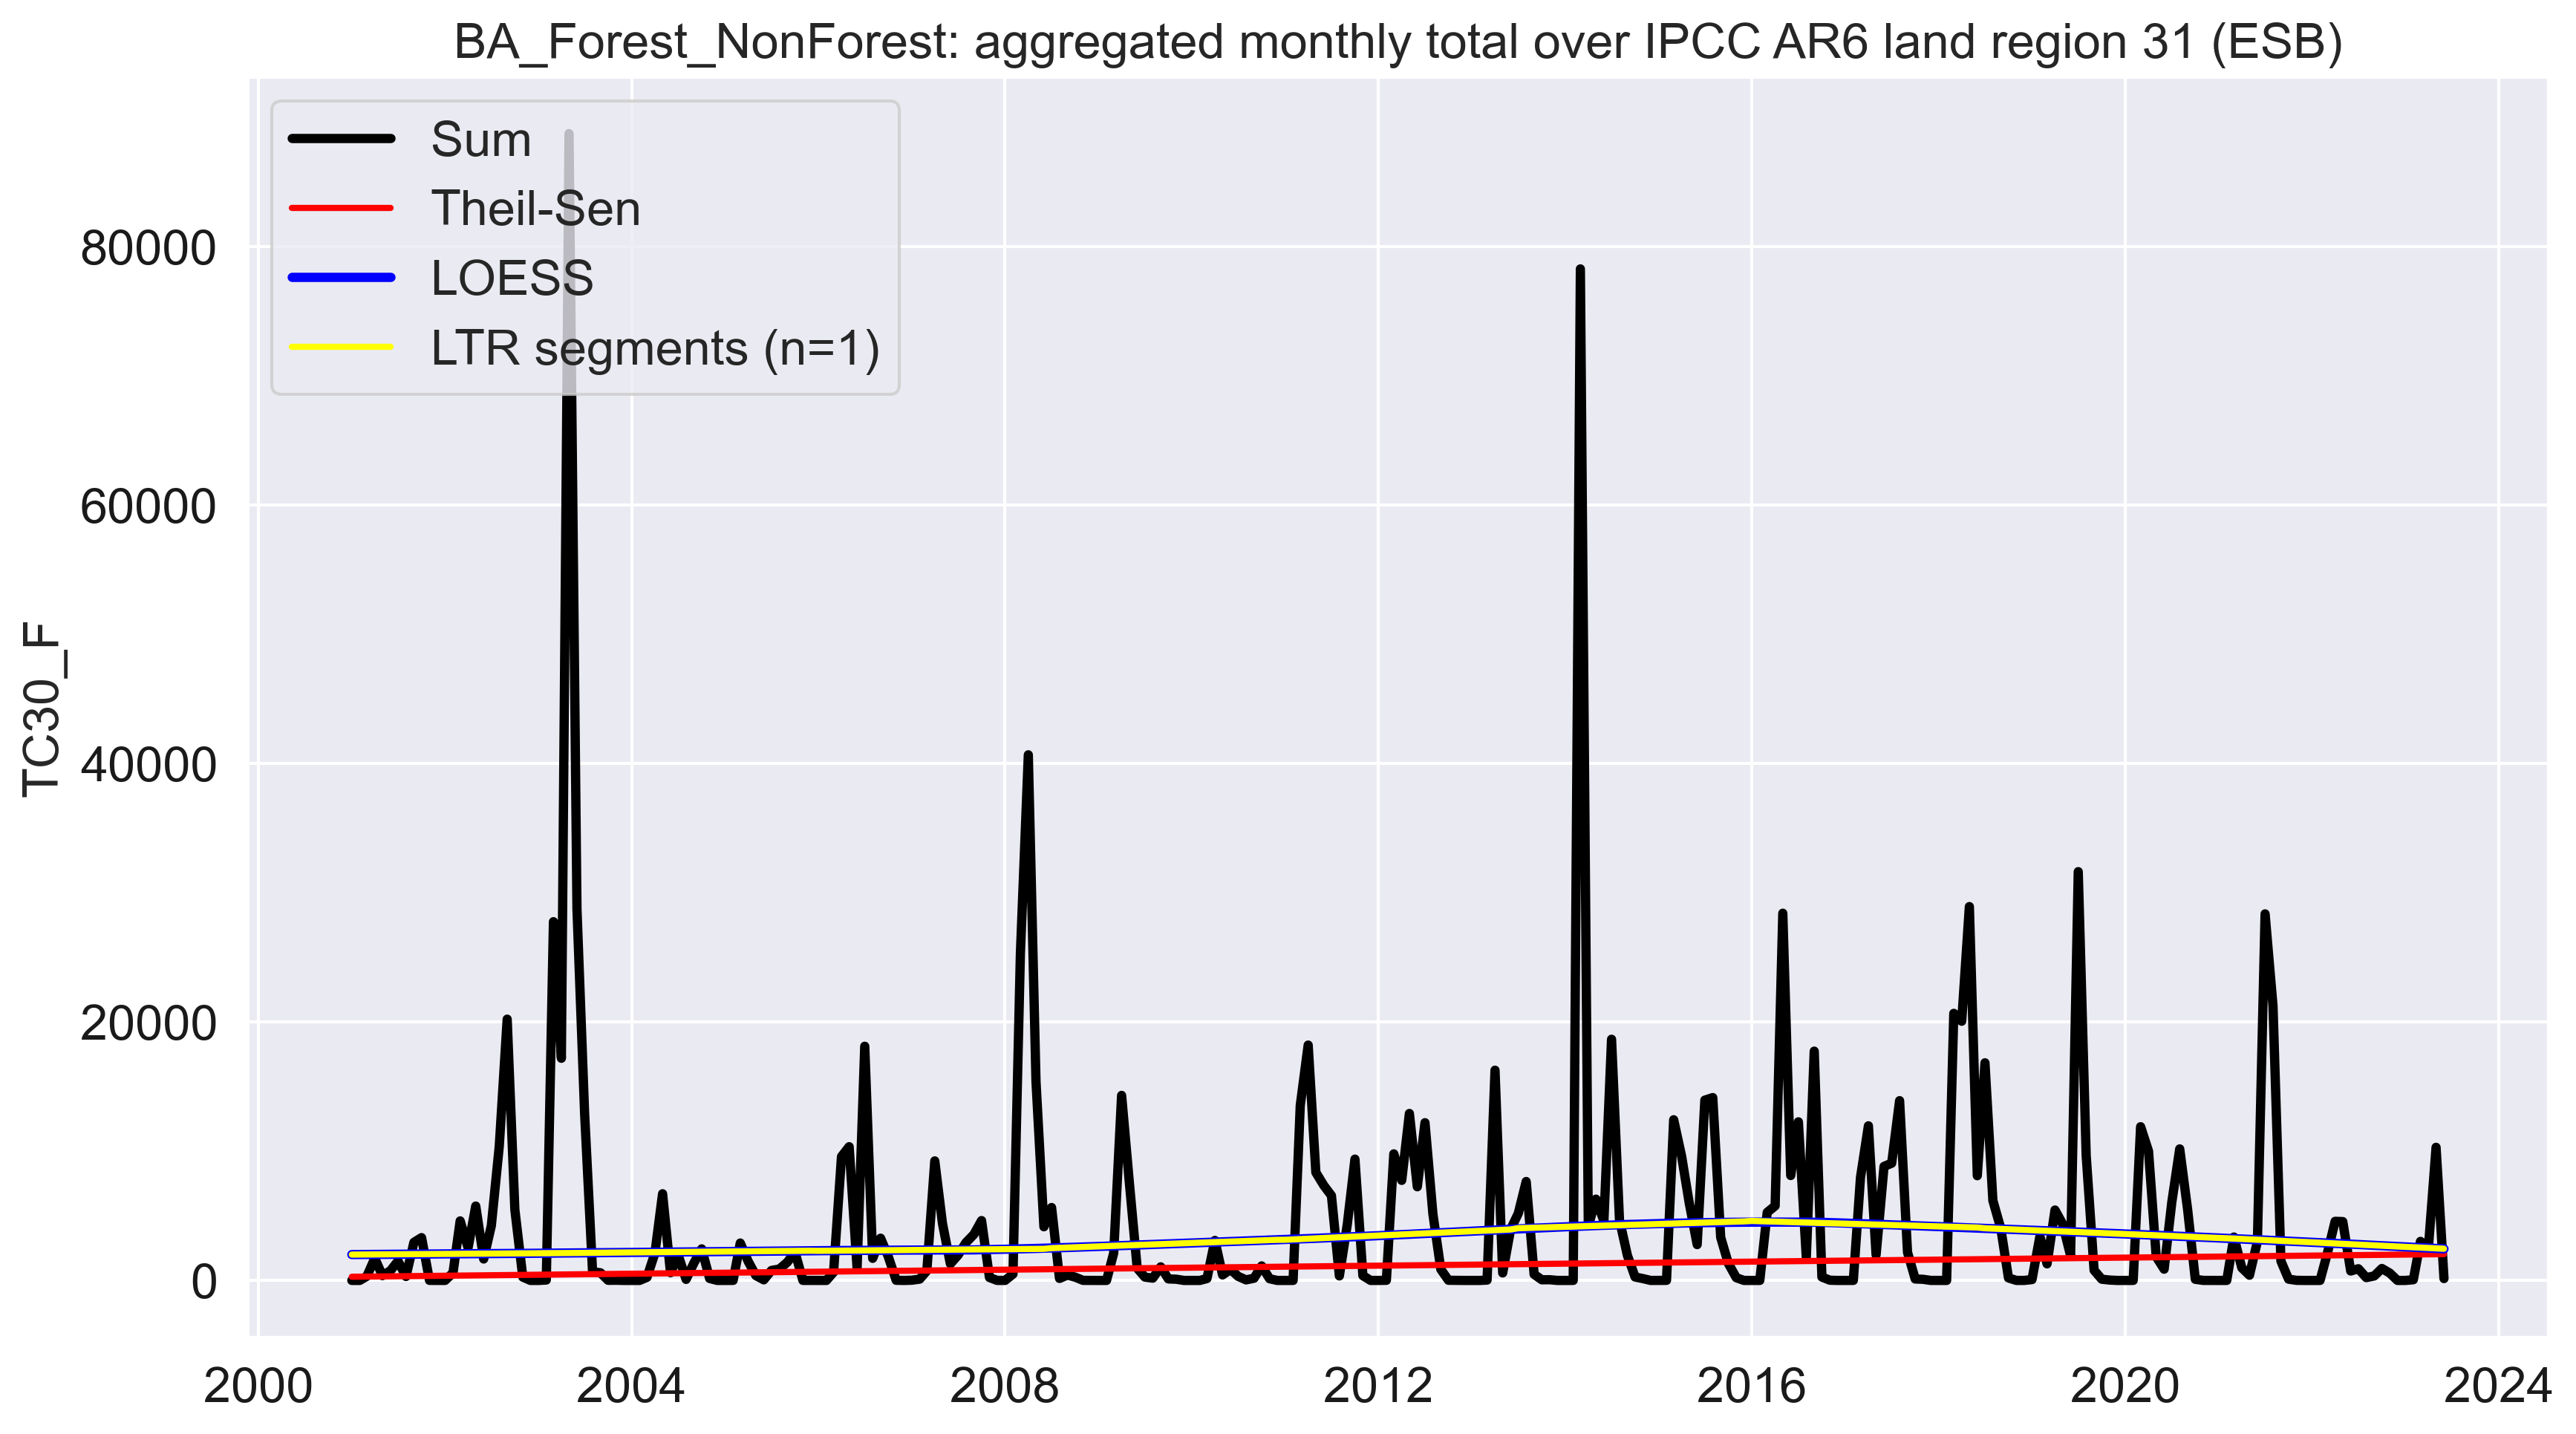 BA_Forest_NonForest: aggregated monthly total over IPCC AR6 land region 31 (ESB)
Sum
Theil-Sen
LOESS
LTR segments (n=1)
TC30_F
80000
60000
40000
20000
0
2000
2004
2008
2012
2016
2020
2024